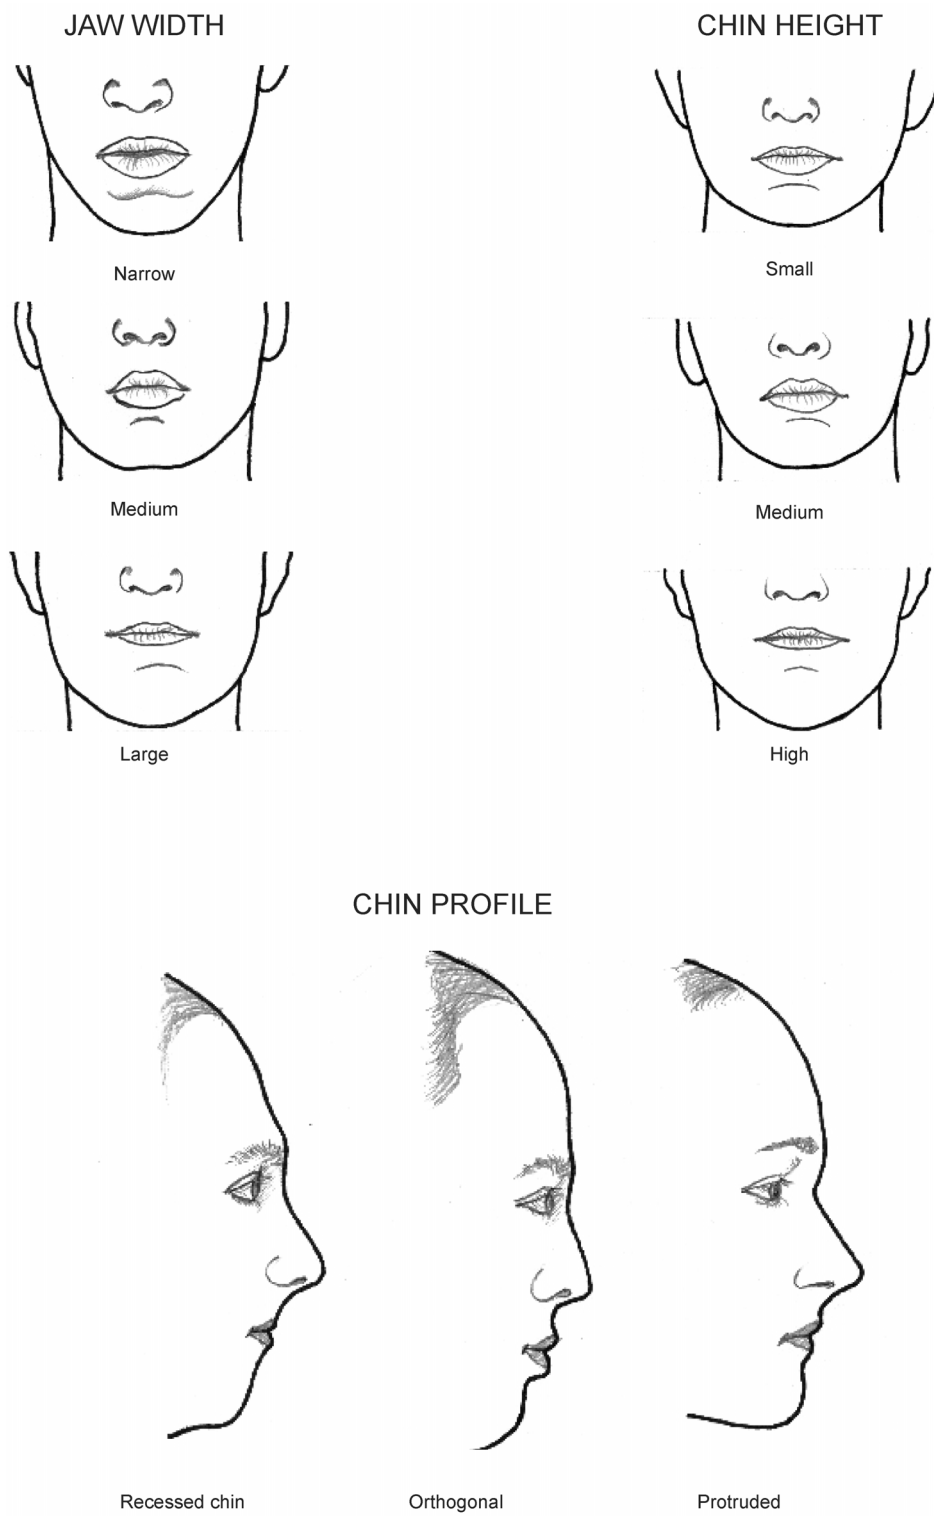 JAW WIDTH
Narrow
Medium
Large
CHIN HEIGHT
Small
Medium
High
CHIN PROFILE
Recessed chin
Orthogonal
Protruded